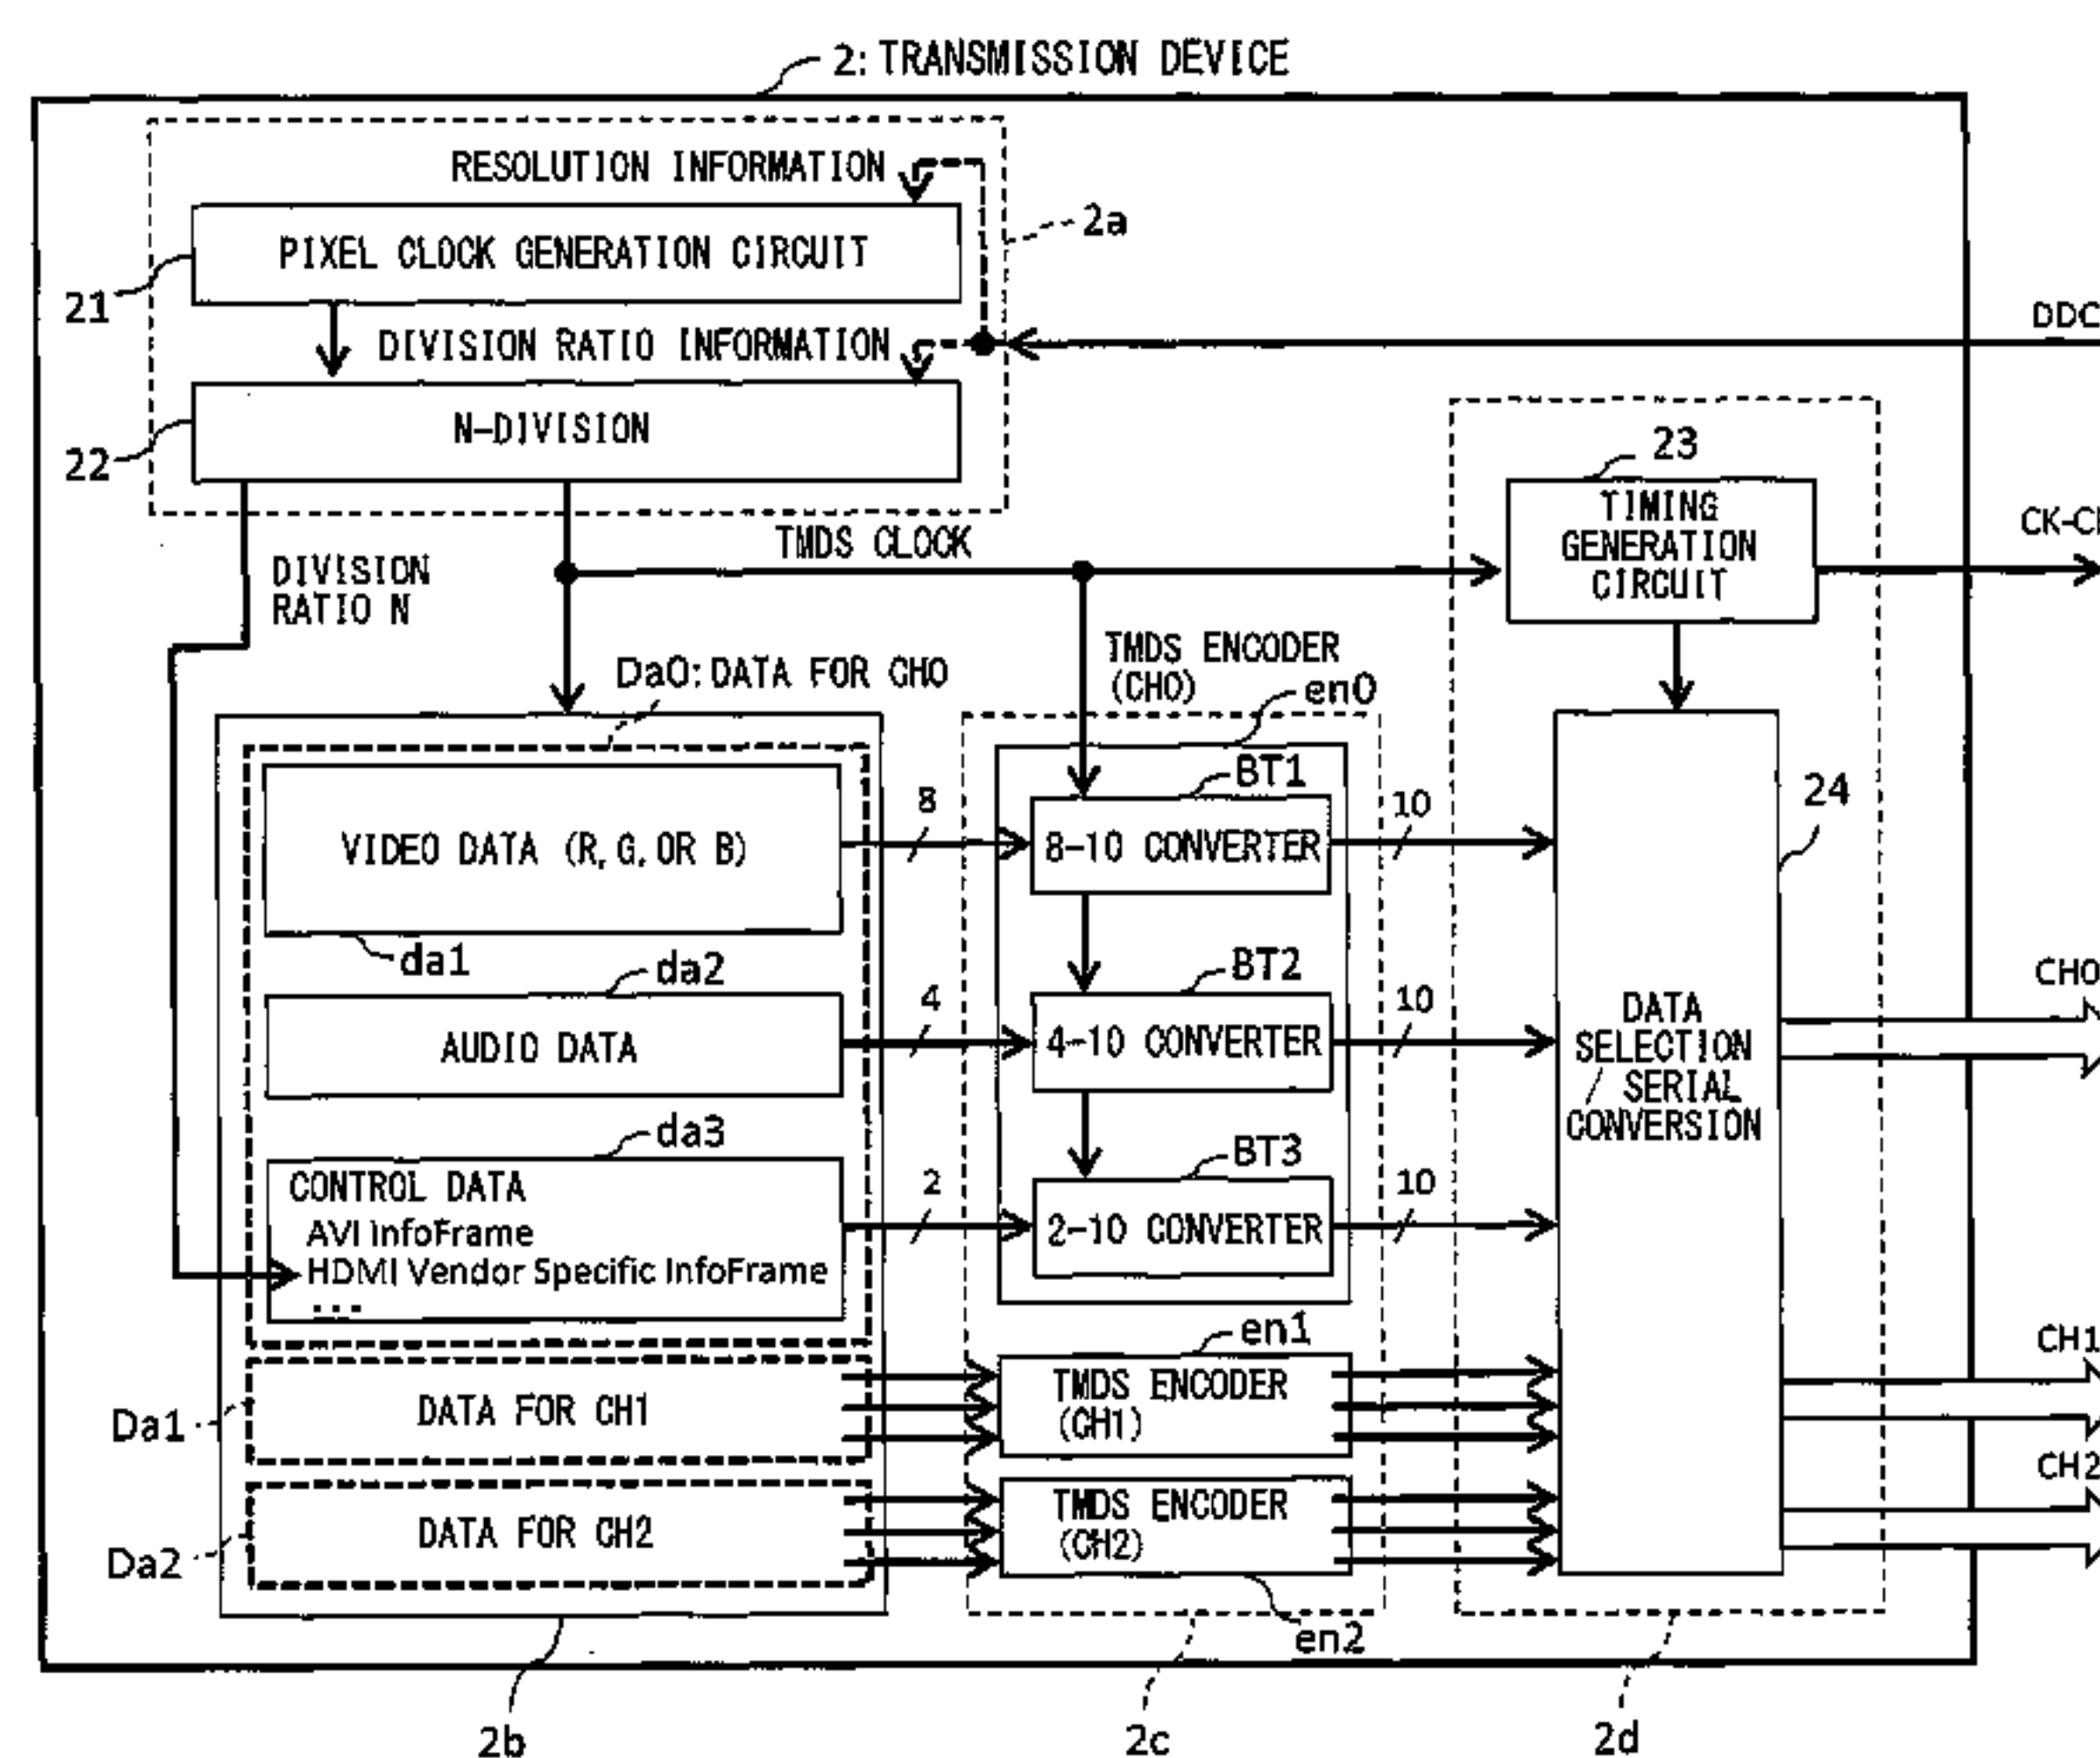 2: TRANSMISSION DEVICE
RESOLUTION INFORMATION
2a
PIXEL CLOCK GENERATION CIRCUIT
21
DDC
DIVISION RATIO INFORMATION
N-DIVISION
22
23
TIMING
GENERATION
CIRCUIT
CK-C
TMDS CLOCK
DIVISION
RATIO N
TMDS ENCODER
(CH0)
Da0: DATA FOR CH0
en0
BT1
8
10
24
VIDEO DATA (R, G, OR B)
8-10 CONVERTER
da1
da2
BT2
CH0
4
10
AUDIO DATA
4-10 CONVERTER
DATA
SELECTION
/ SERIAL
CONVERSION
da3
BT3
2
10
CONTROL DATA
AVI InfoFrame
HDMI Vendor Specific InfoFrame
...
2-10 CONVERTER
en1
CH1
DATA FOR CH1
TMDS ENCODER
(CH1)
Da1
CH2
DATA FOR CH2
TMDS ENCODER
(CH2)
Da2
en2
2b
2c
2d